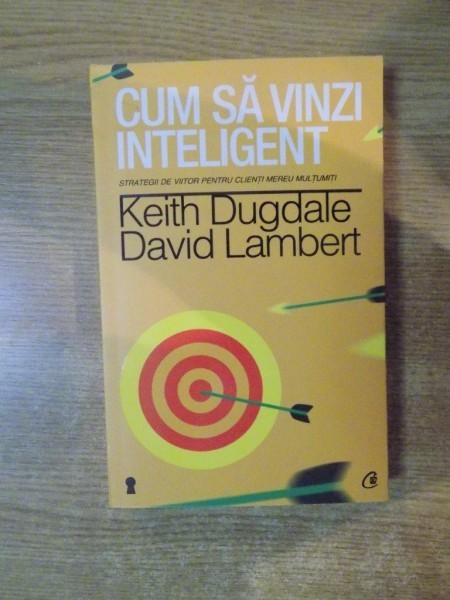 CUM SĂ VINZI
INTELIGENT
STRATEGII DE VIITOR PENTRU CLIENȚI MEREU MULȚUMIȚI
Keith Dugdale
David Lambert